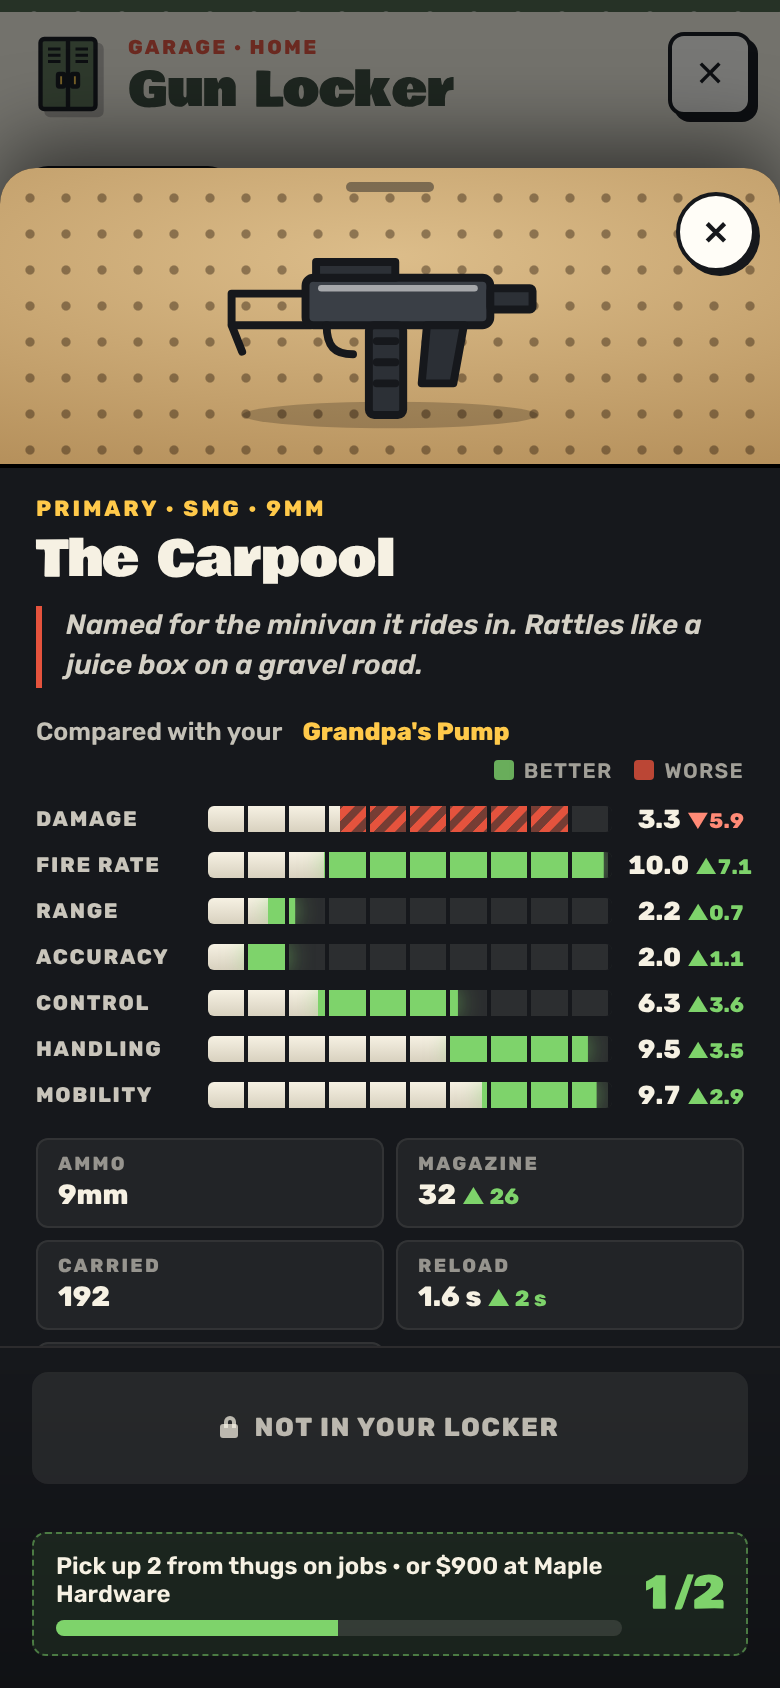 GARAGE · HOME
Gun Locker
PRIMARY · SMG · 9MM
The Carpool
Named for the minivan it rides in. Rattles like a
juice box on a gravel road.
Compared with your Grandpa's Pump
BETTER WORSE
DAMAGE 3.3 ▼5.9
FIRE RATE 10.0 ▲7.1
RANGE 2.2 ▲0.7
ACCURACY 2.0 ▲1.1
CONTROL 6.3 ▲3.6
HANDLING 9.5 ▲3.5
MOBILITY 9.7 ▲2.9
AMMO MAGAZINE
9mm 32 ▲ 26
CARRIED RELOAD
192 1.6 s ▲ 2 s
NOT IN YOUR LOCKER
Pick up 2 from thugs on jobs · or $900 at Maple
Hardware
1/2